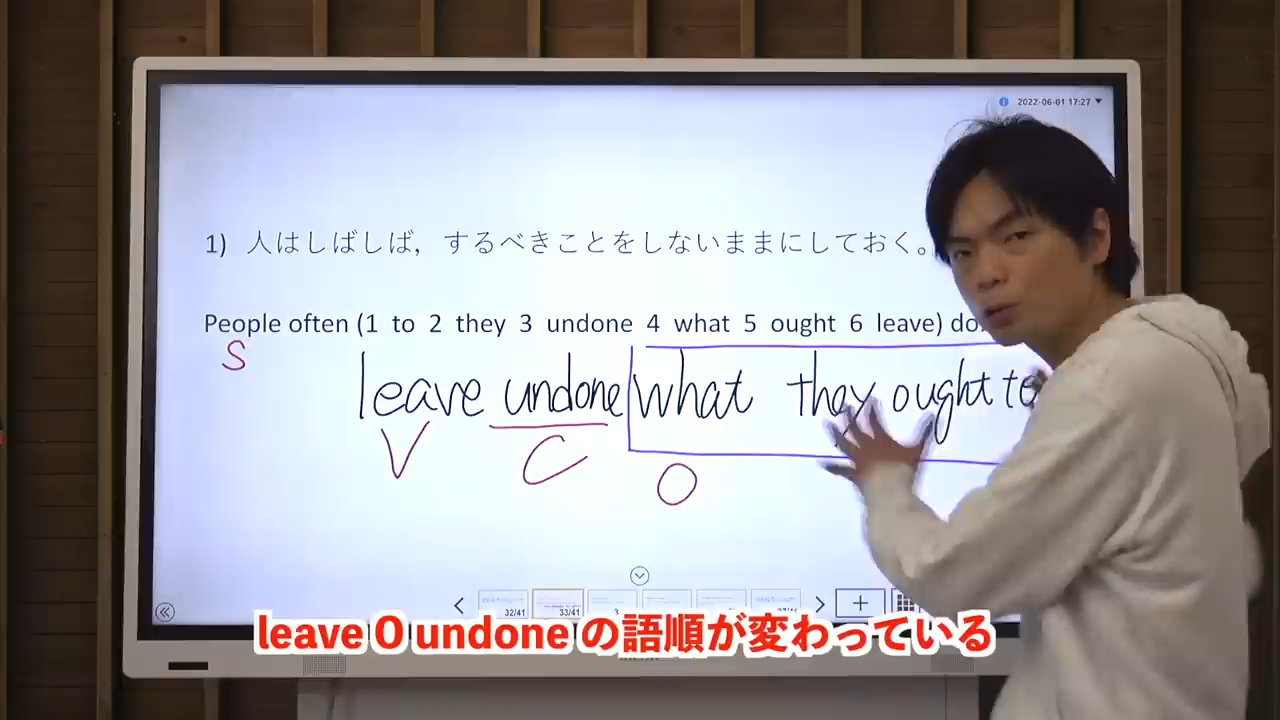 2022-06-01 17:27
1) 人はしばしば，するべきことをしないままにしておく。
People often (1 to 2 they 3 undone 4 what 5 ought 6 leave) do
S
leave undone what they ought to
V C O
32/41 33/41
leave O undone の語順が変わっている